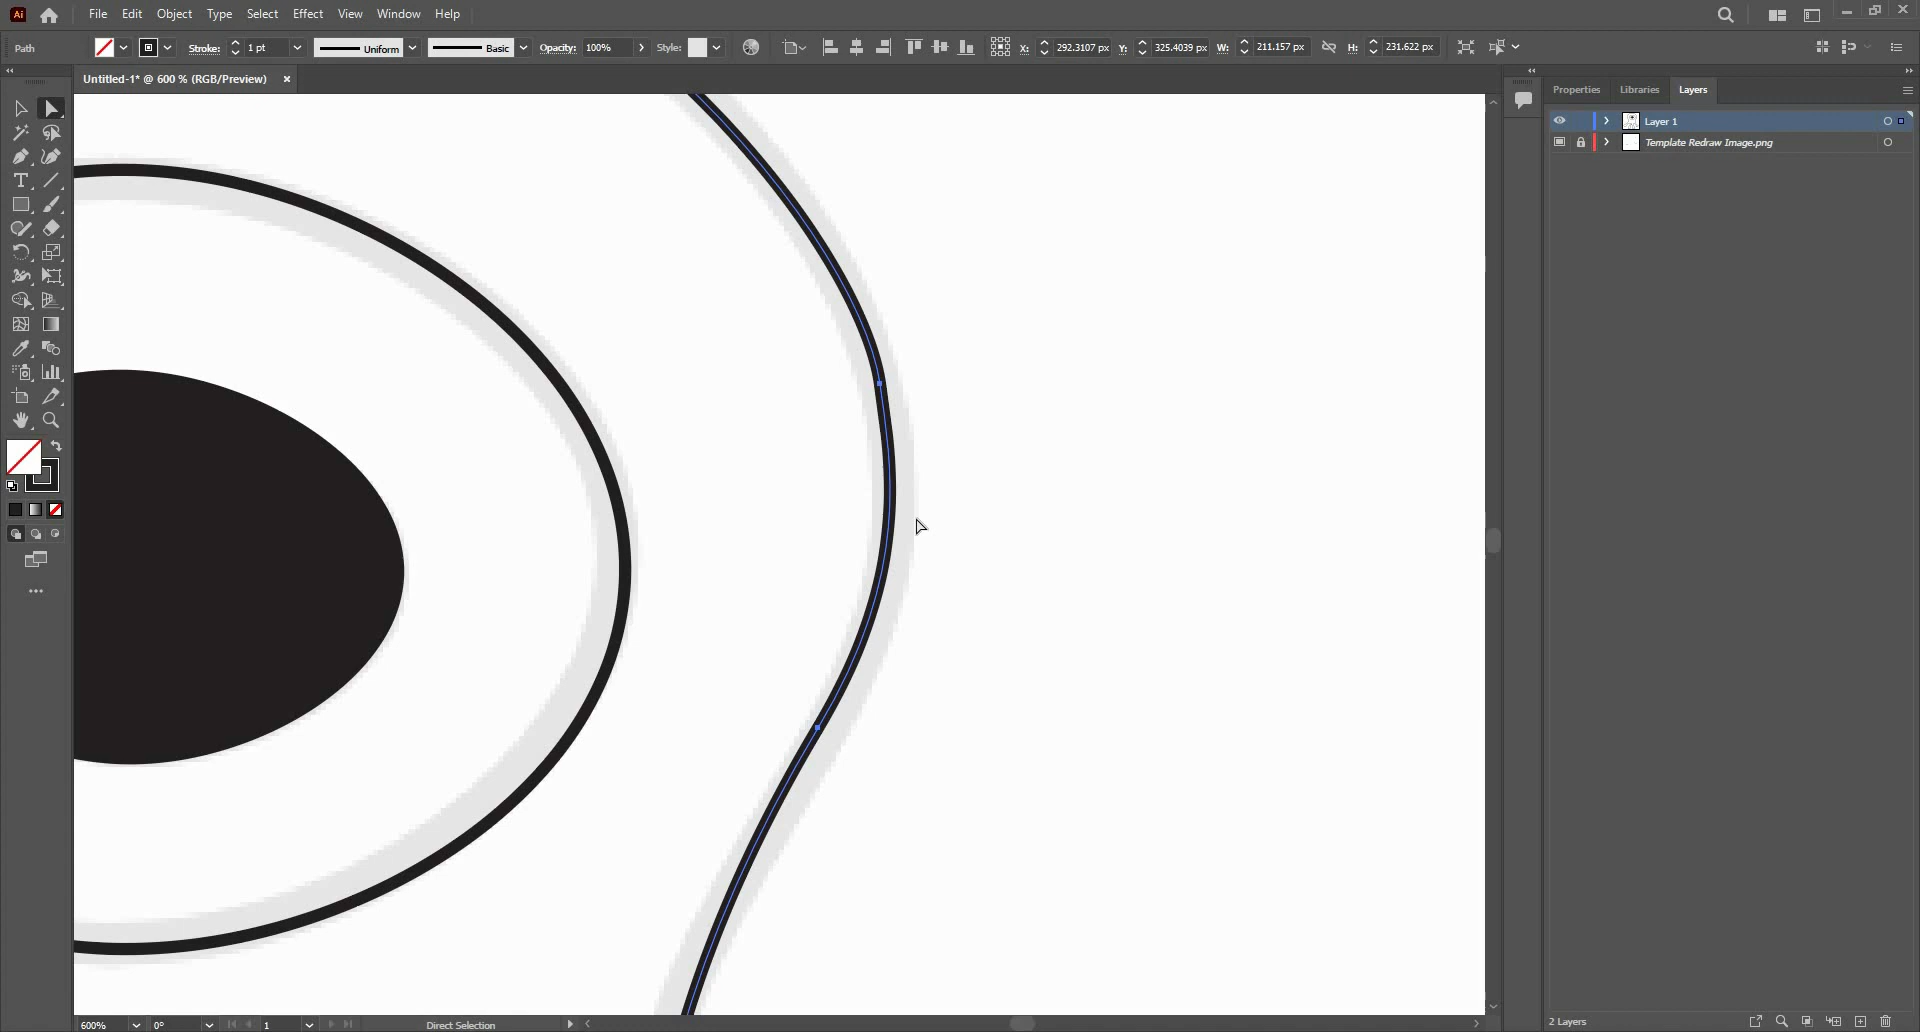 Ai File Edit Object Type Select Effect View Window Help
Path Stroke: 1 pt Uniform Basic Opacity: 100% Style: X: 292.3107 px Y: 325.4039 px W: 211.157 px H: 231.622 px
Untitled-1* @ 600 % (RGB/Preview)
Properties Libraries Layers
Layer 1
Template Redraw Image.png
600% 0° 1 Direct Selection
2 Layers